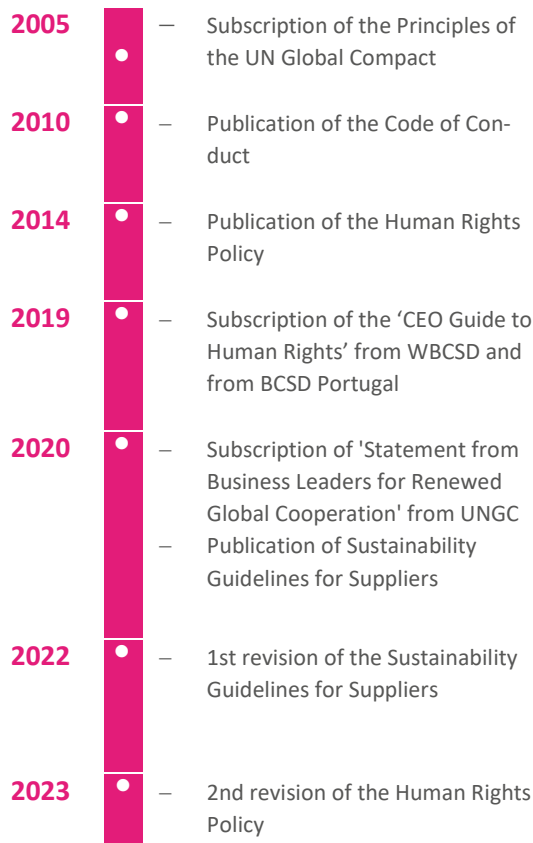 2005 – Subscription of the Principles of
the UN Global Compact
2010 – Publication of the Code of Con-
duct
2014 – Publication of the Human Rights
Policy
2019 – Subscription of the ‘CEO Guide to
Human Rights’ from WBCSD and
from BCSD Portugal
2020 – Subscription of 'Statement from
Business Leaders for Renewed
Global Cooperation' from UNGC
– Publication of Sustainability
Guidelines for Suppliers
2022 – 1st revision of the Sustainability
Guidelines for Suppliers
2023 – 2nd revision of the Human Rights
Policy